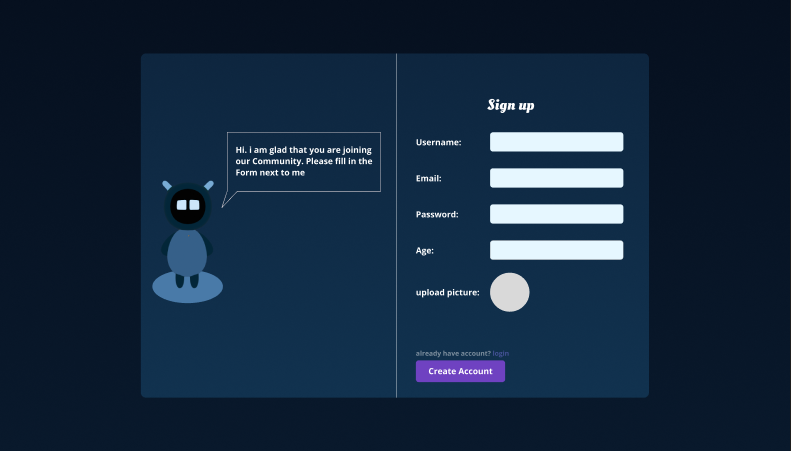 Hi. i am glad that you are joining
our Community. Please fill in the
Form next to me
Sign up
Username:
Email:
Password:
Age:
upload picture:
already have account? login
Create Account